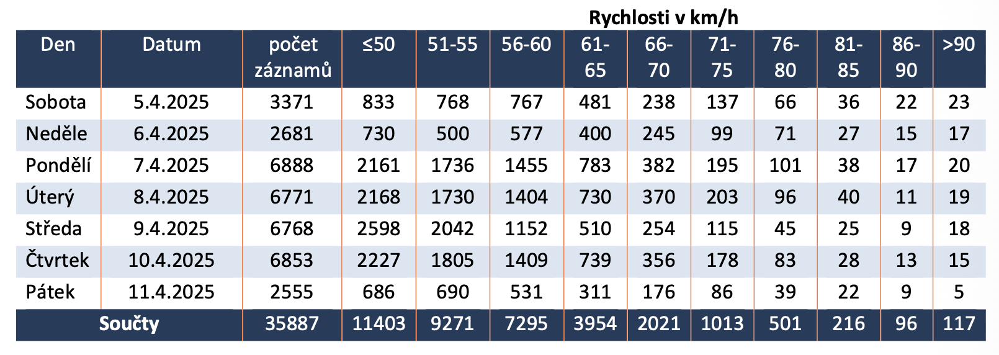 Rychlosti v km/h
Den Datum počet záznamů ≤50 51-55 56-60 61-65 66-70 71-75 76-80 81-85 86-90 >90
Sobota 5.4.2025 3371 833 768 767 481 238 137 66 36 22 23
Neděle 6.4.2025 2681 730 500 577 400 245 99 71 27 15 17
Pondělí 7.4.2025 6888 2161 1736 1455 783 382 195 101 38 17 20
Úterý 8.4.2025 6771 2168 1730 1404 730 370 203 96 40 11 19
Středa 9.4.2025 6768 2598 2042 1152 510 254 115 45 25 9 18
Čtvrtek 10.4.2025 6853 2227 1805 1409 739 356 178 83 28 13 15
Pátek 11.4.2025 2555 686 690 531 311 176 86 39 22 9 5
Součty 35887 11403 9271 7295 3954 2021 1013 501 216 96 117